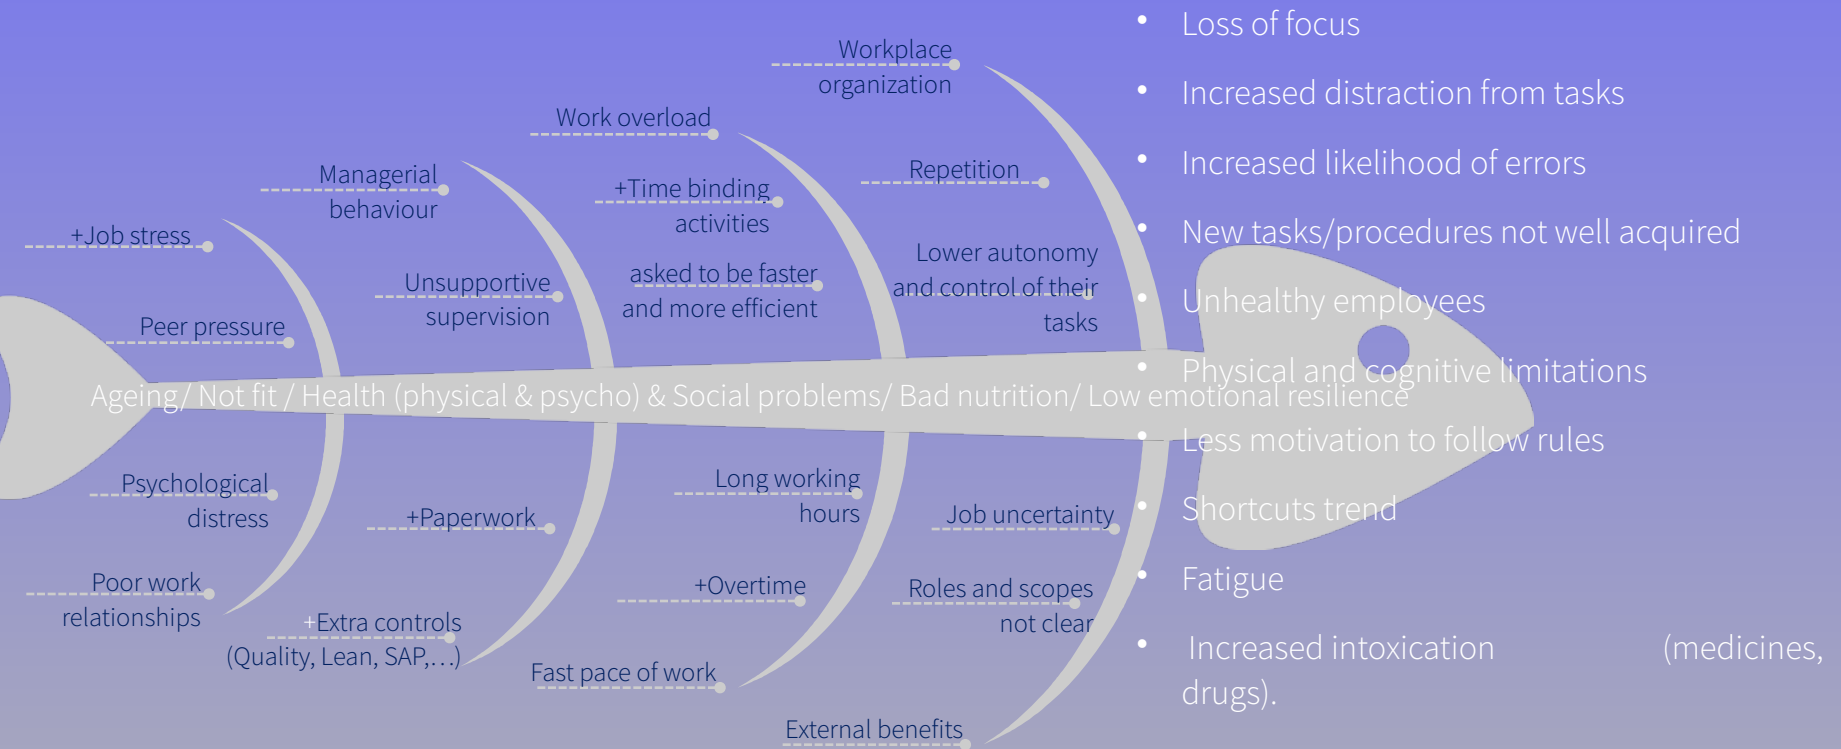 Workplace
organization
Work overload
Repetition
Managerial
behaviour
+Time binding
activities
+Job stress
Lower autonomy
and control of their
tasks
Unsupportive
supervision
asked to be faster
and more efficient
Peer pressure
Ageing/ Not fit / Health (physical & psycho) & Social problems/ Bad nutrition/ Low emotional resilience
Psychological
distress
Long working
hours
+Paperwork
Job uncertainty
Poor work
relationships
+Overtime
Roles and scopes
not clear
+Extra controls
(Quality, Lean, SAP,...)
Fast pace of work
External benefits
• Loss of focus
• Increased distraction from tasks
• Increased likelihood of errors
• New tasks/procedures not well acquired
• Unhealthy employees
• Physical and cognitive limitations
• Less motivation to follow rules
• Shortcuts trend
• Fatigue
• Increased intoxication (medicines,
drugs).